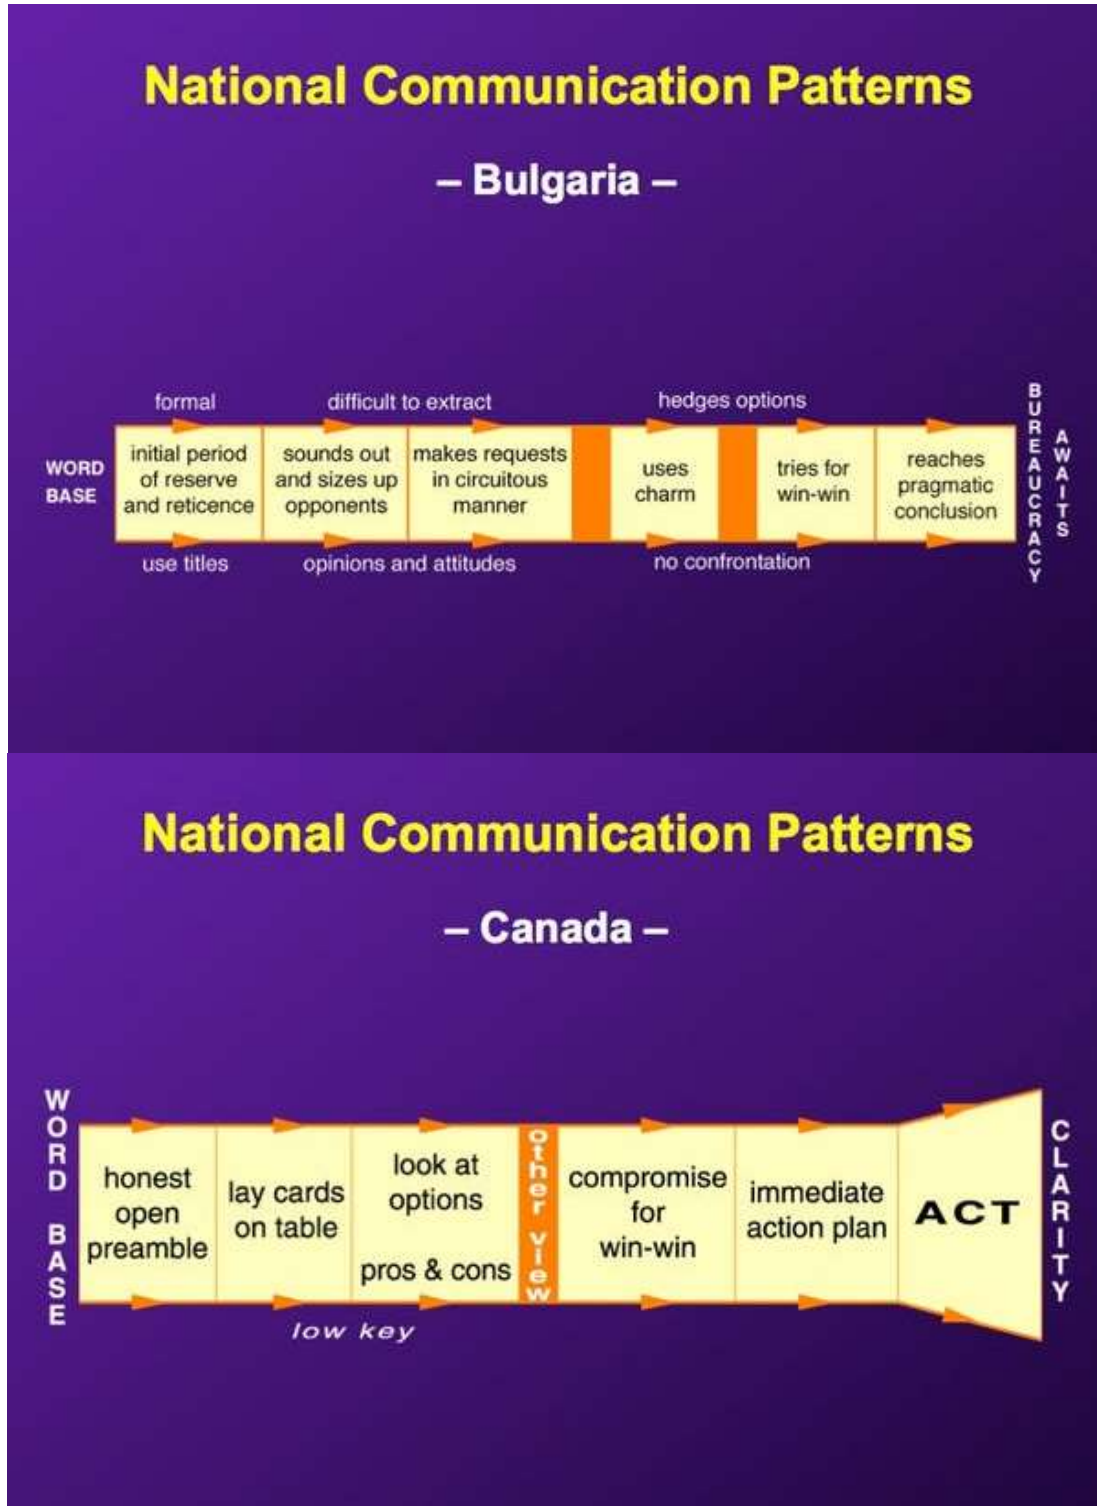 National Communication Patterns
– Bulgaria –
formal
difficult to extract
hedges options
WORD
BASE
initial period
of reserve
and reticence
sounds out
and sizes up
opponents
makes requests
in circuitous
manner
uses
charm
tries for
win-win
reaches
pragmatic
conclusion
BUREAUCRACY
AWAITS
use titles
opinions and attitudes
no confrontation
National Communication Patterns
– Canada –
WORD BASE
honest
open
preamble
lay cards
on table
look at
options
pros & cons
other view
compromise
for
win-win
immediate
action plan
ACT
CLARITY
low key